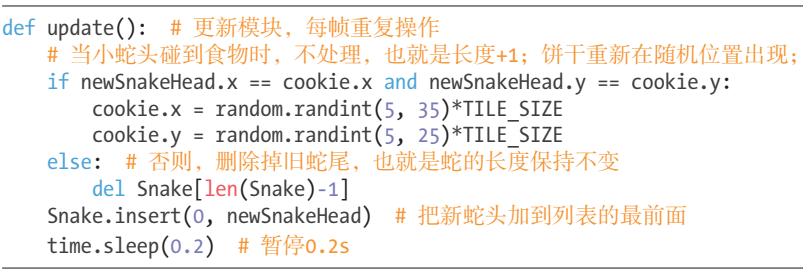 def update():  # 更新模块，每帧重复操作
    # 当小蛇头碰到食物时，不处理，也就是长度+1；饼干重新在随机位置出现；
    if newSnakeHead.x == cookie.x and newSnakeHead.y == cookie.y:
        cookie.x = random.randint(5, 35)*TILE_SIZE
        cookie.y = random.randint(5, 25)*TILE_SIZE
    else:  # 否则，删除掉旧蛇尾，也就是蛇的长度保持不变
        del Snake[len(Snake)-1]
    Snake.insert(0, newSnakeHead)  # 把新蛇头加到列表的最前面
    time.sleep(0.2)  # 暂停0.2s